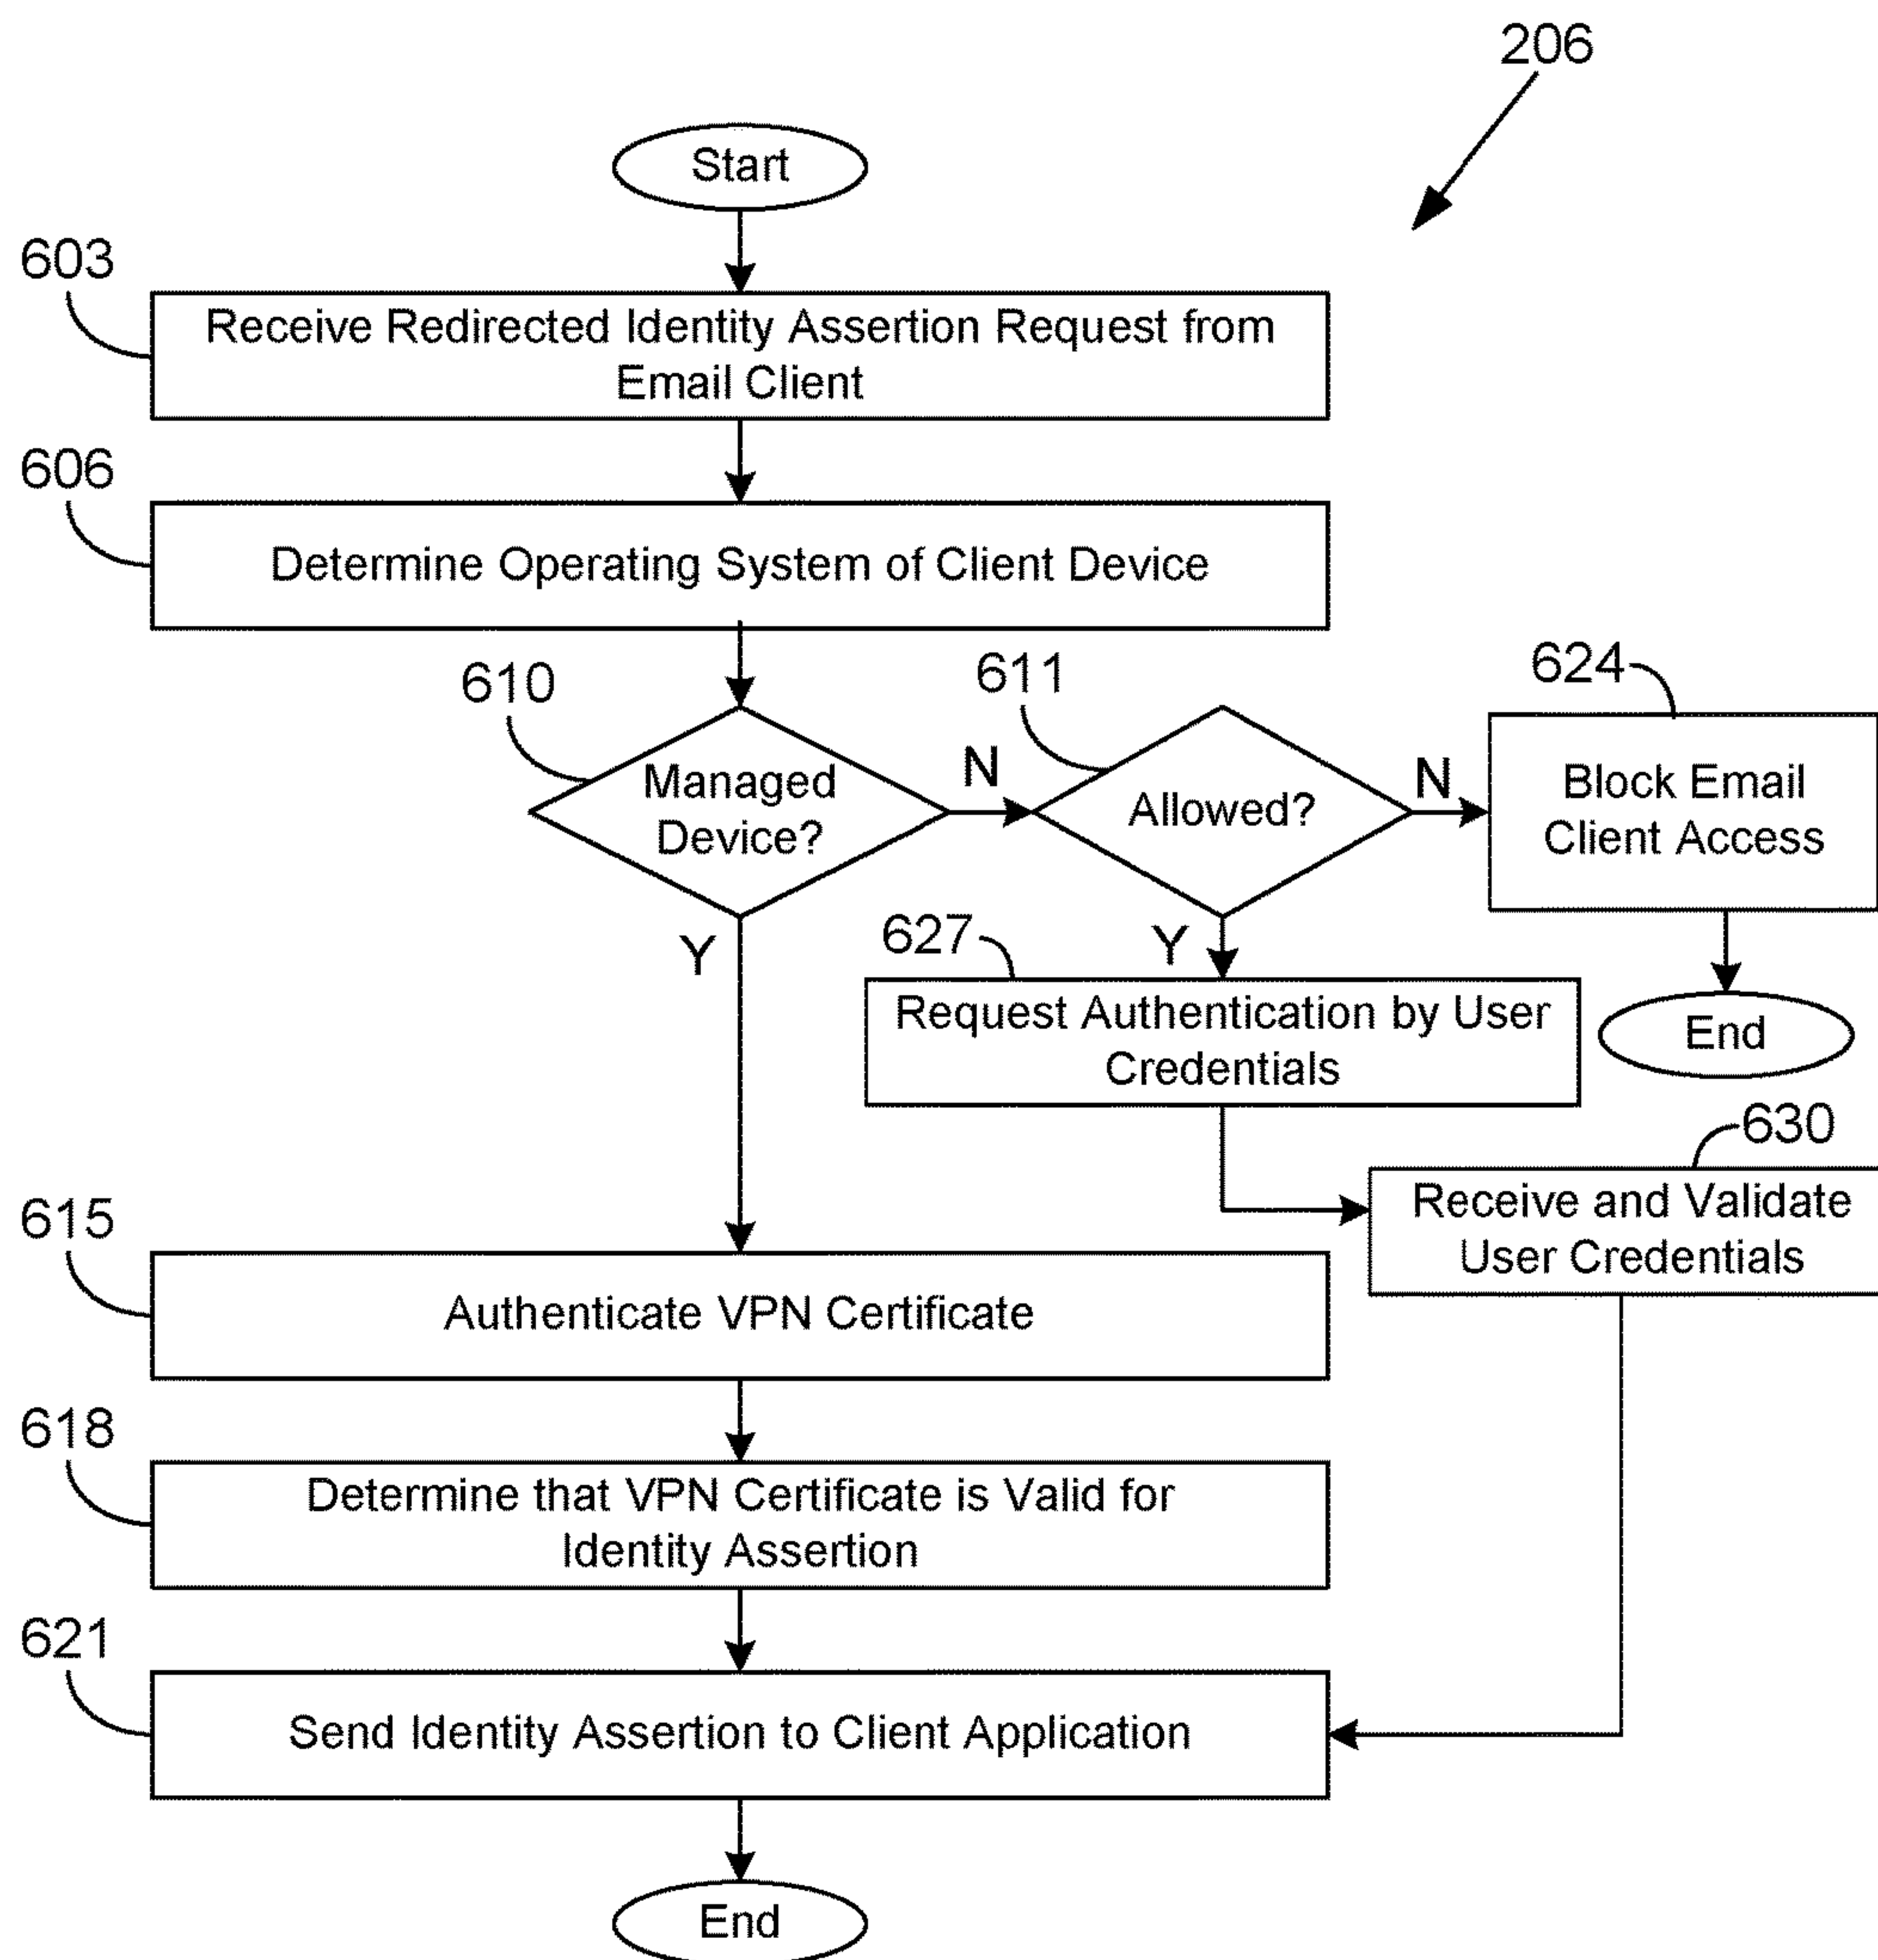 206
Start
603
Receive Redirected Identity Assertion Request from
Email Client
606
Determine Operating System of Client Device
610
Managed
Device?
N
611
Allowed?
N
624
Block Email
Client Access
Y
627
Y
Request Authentication by User
Credentials
End
630
Receive and Validate
User Credentials
615
Authenticate VPN Certificate
618
Determine that VPN Certificate is Valid for
Identity Assertion
621
Send Identity Assertion to Client Application
End